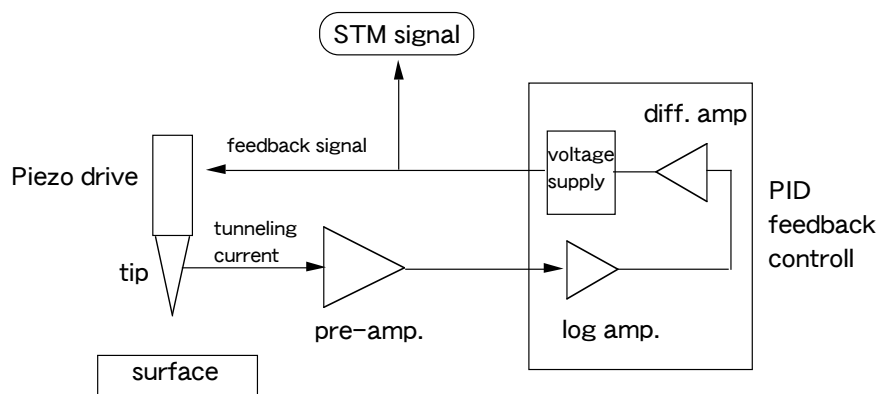 STM signal
diff. amp
feedback signal
voltage
supply
Piezo drive
PID
feedback
controll
tunneling
current
tip
pre-amp.
log amp.
surface